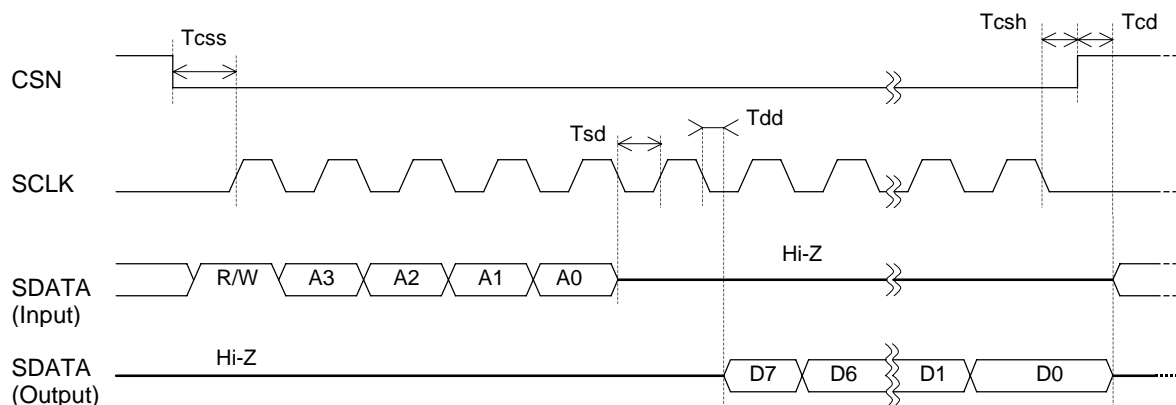 Tcss
Tcsh
Tcd
CSN
Tsd
Tdd
SCLK
Hi-Z
R/W
A3
A2
A1
A0
SDATA
(Input)
Hi-Z
SDATA
(Output)
D7
D6
D1
D0